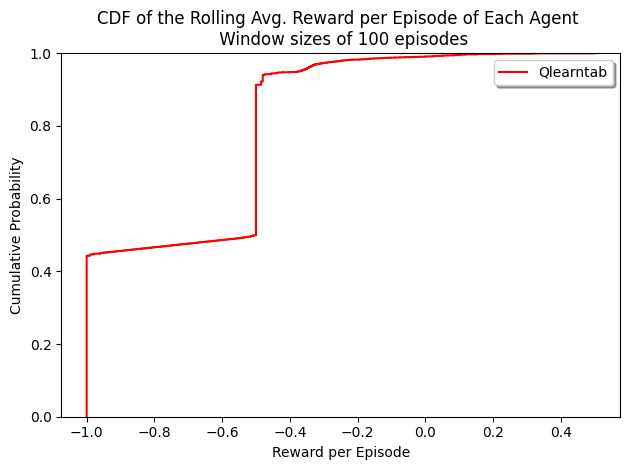 CDF of the Rolling Avg. Reward per Episode of Each Agent
Window sizes of 100 episodes
Qlearntab
1.0
0.8
0.6
0.4
0.2
0.0
Cumulative Probability
−1.0 −0.8 −0.6 −0.4 −0.2 0.0 0.2 0.4
Reward per Episode